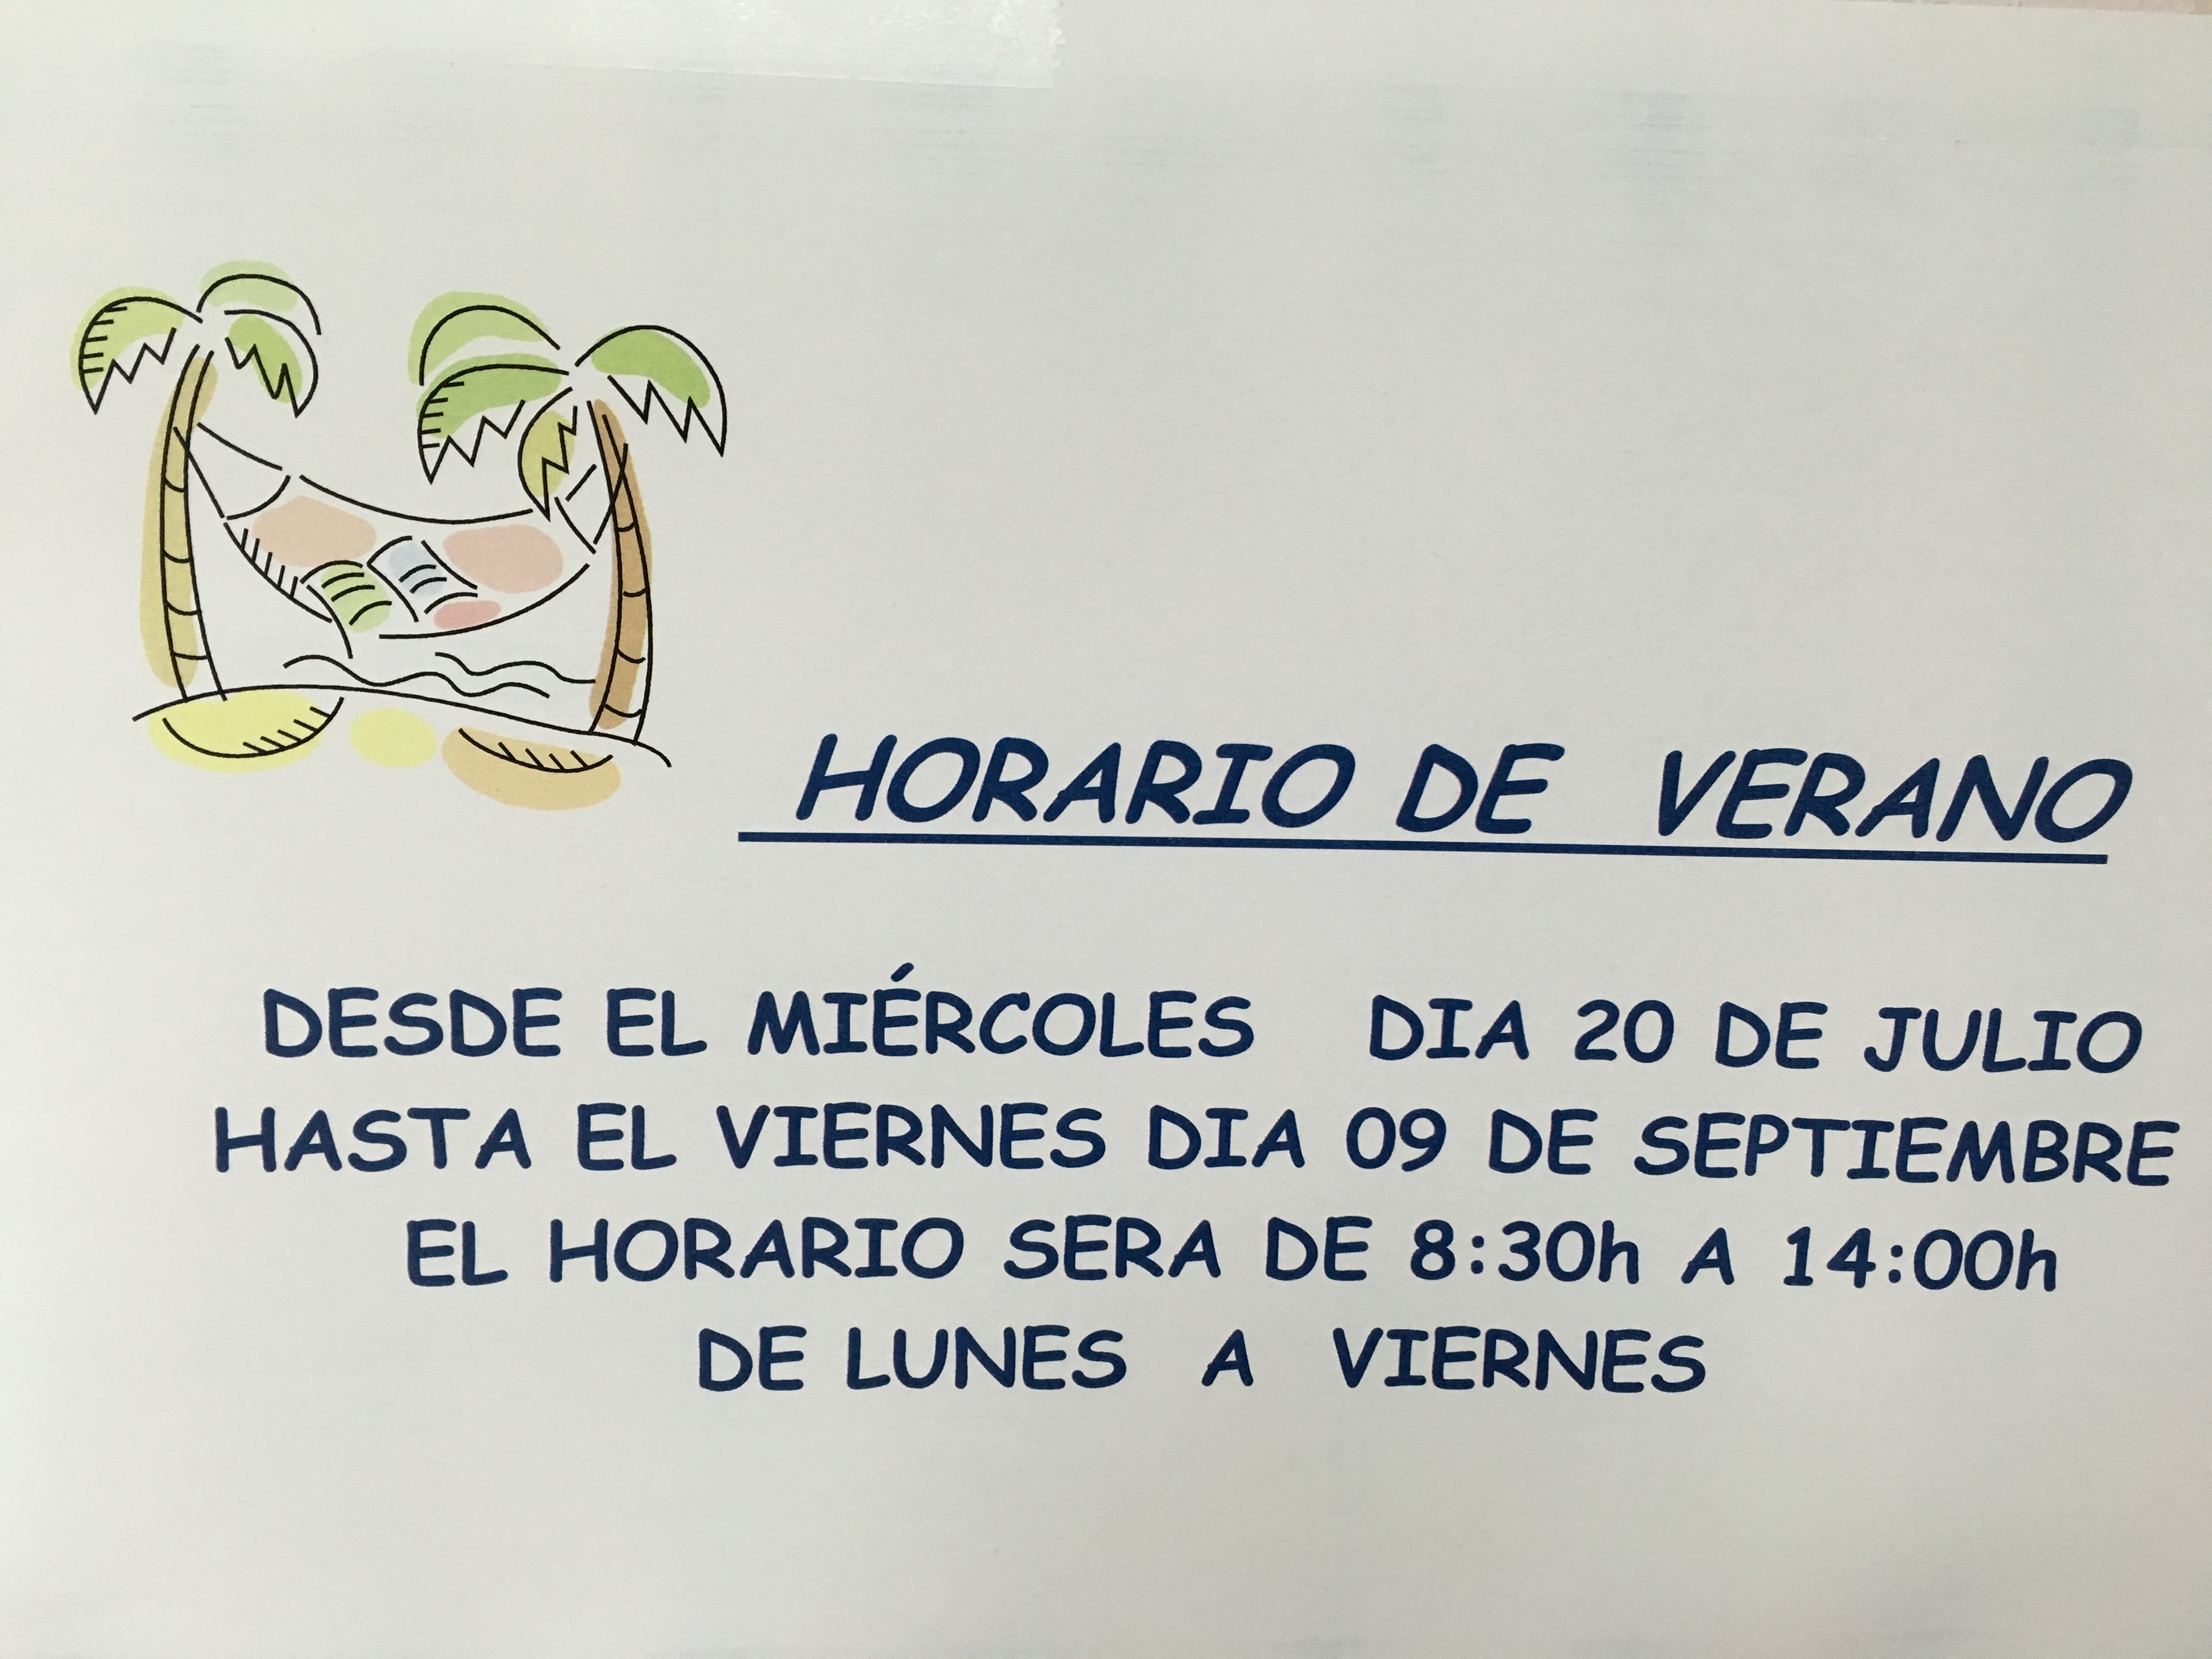 HORARIO DE VERANO
DESDE EL MIÉRCOLES DIA 20 DE JULIO
HASTA EL VIERNES DIA 09 DE SEPTIEMBRE
EL HORARIO SERA DE 8:30h A 14:00h
DE LUNES A VIERNES